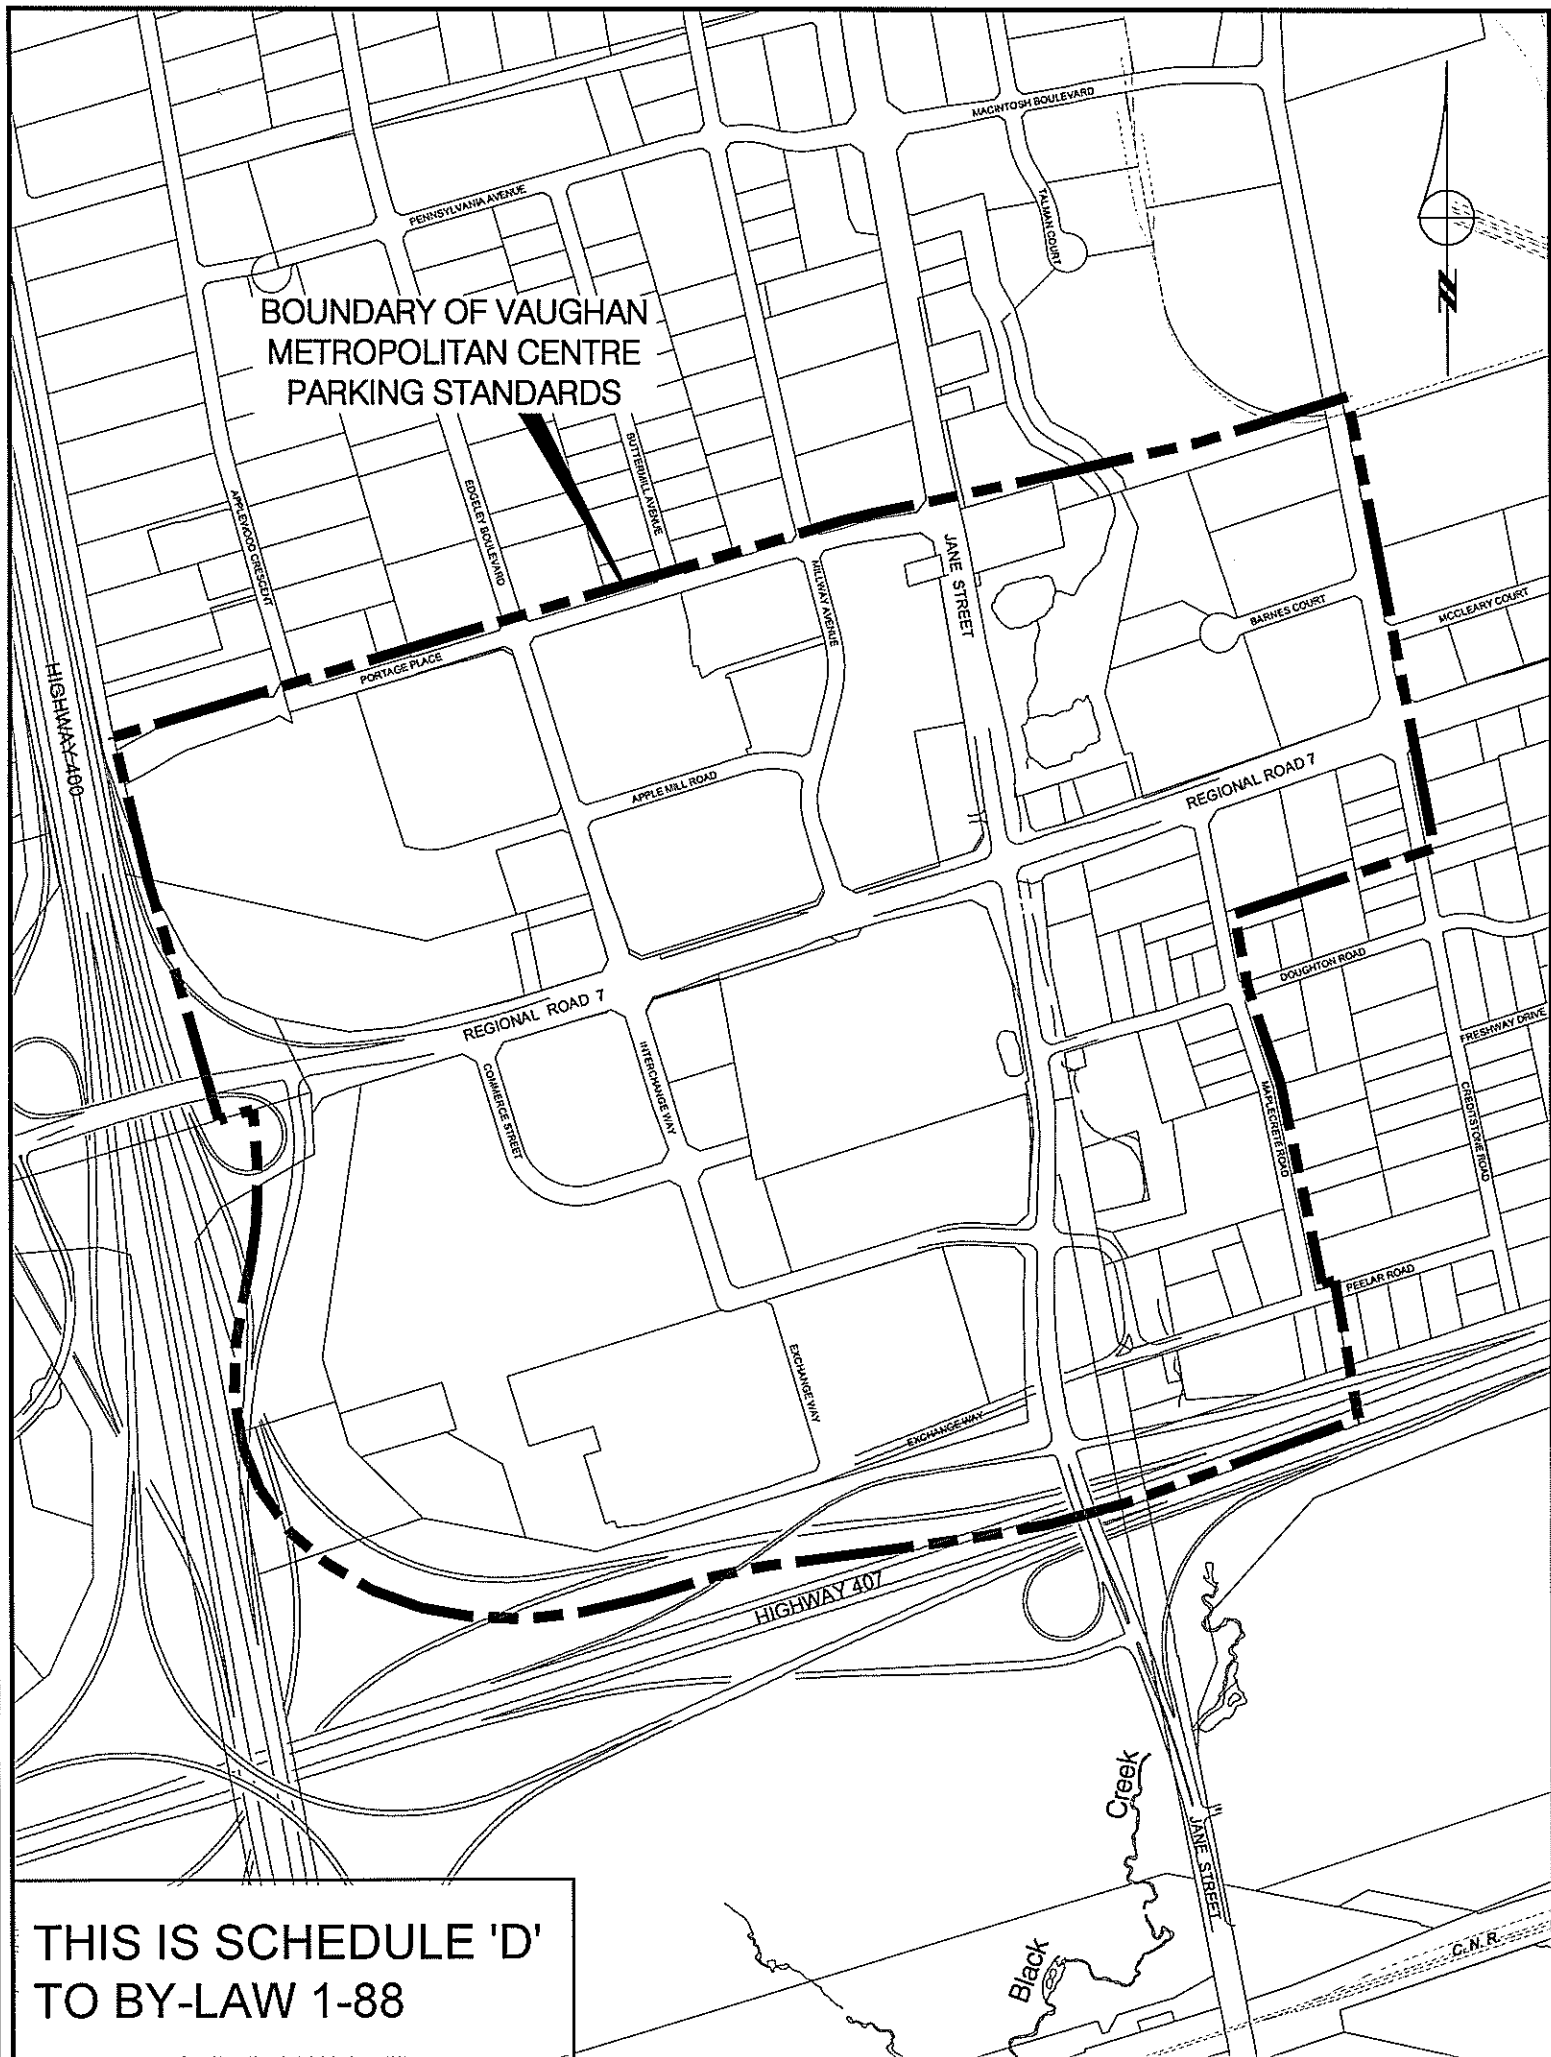 MACINTOSH BOULEVARD
PENNSYLVANIA AVENUE
TALMAN COURT
N
BOUNDARY OF VAUGHAN
METROPOLITAN CENTRE
PARKING STANDARDS
APPLEWOOD CRESCENT
EDGELEY BOULEVARD
BUTTERMILL AVENUE
MILLWAY AVENUE
JANE STREET
BARNES COURT
MCCLEARY COURT
HIGHWAY 400
PORTAGE PLACE
APPLE MILL ROAD
REGIONAL ROAD 7
DOUGHTON ROAD
REGIONAL ROAD 7
FRESHWAY DRIVE
COMMERCE STREET
INTERCHANGE WAY
MAPLECRETE ROAD
CREDITSTONE ROAD
PEELAR ROAD
EXCHANGE WAY
EXCHANGE WAY
HIGHWAY 407
Creek
JANE STREET
Black
C.N.R.
THIS IS SCHEDULE 'D'
TO BY-LAW 1-88